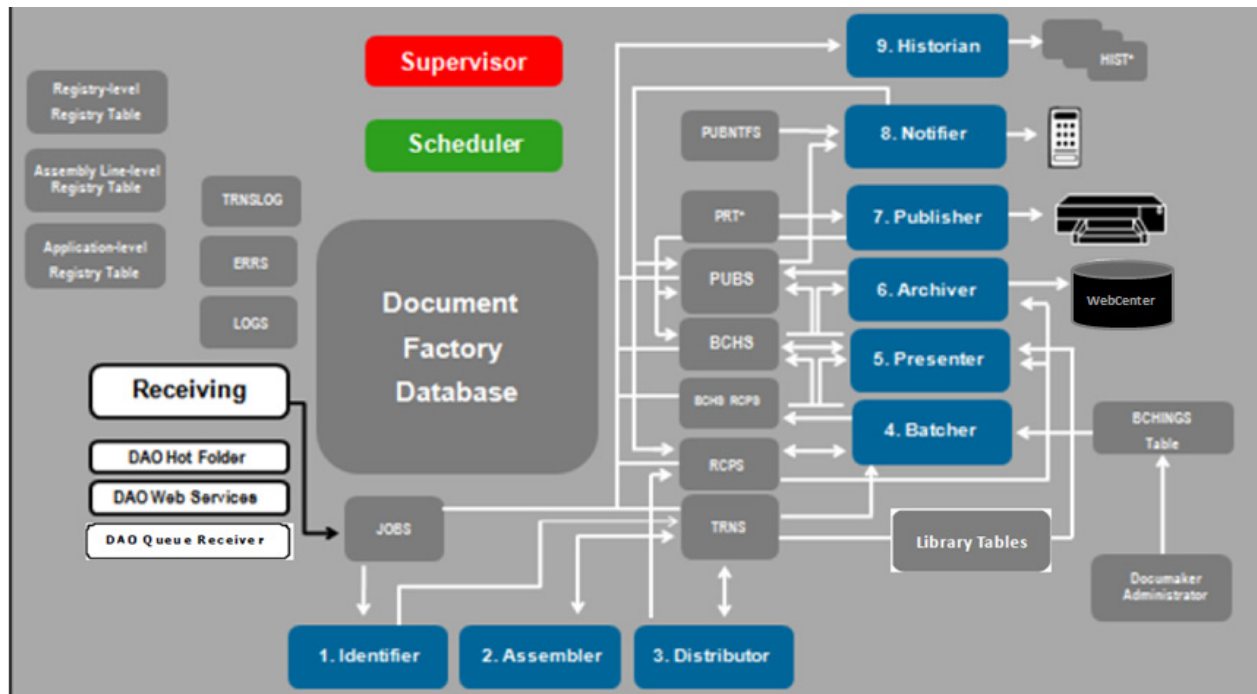 Supervisor
Scheduler
Registry-level
Registry Table
Assembly Line-level
Registry Table
Application-level
Registry Table
TRNSLOG
ERRS
LOGS
Document
Factory
Database
Receiving
DAO Hot Folder
DAO Web Services
DAO Queue Receiver
JOBS
1. Identifier
2. Assembler
3. Distributor
PUBNTFS
PRT*
PUBS
BCHS
BCHS RCPS
RCPS
TRNS
9. Historian
8. Notifier
7. Publisher
6. Archiver
5. Presenter
4. Batcher
HIST*
WebCenter
BCHINGS
Table
Library Tables
Documaker
Administrator